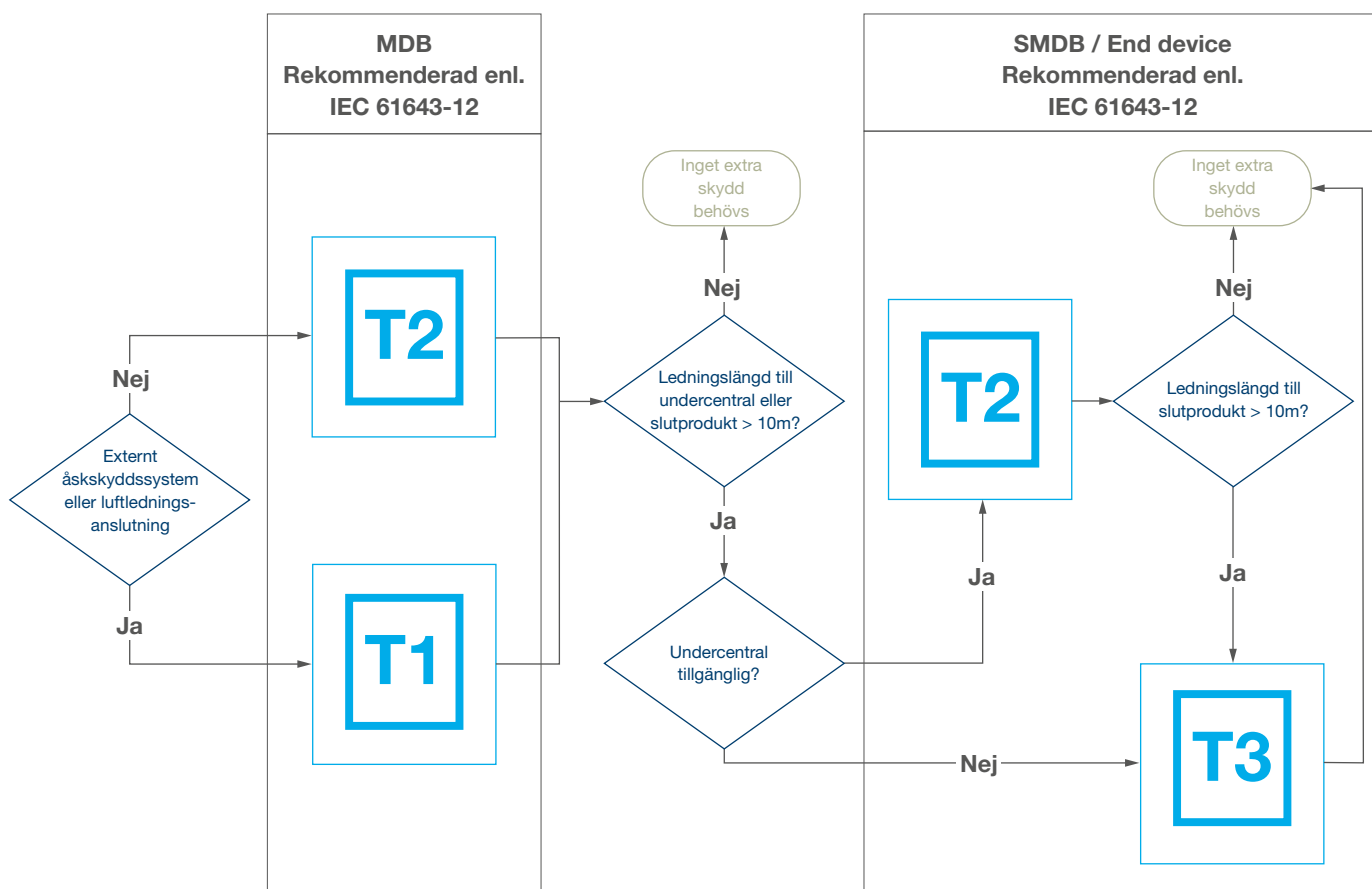 MDB
Rekommenderad enl.
IEC 61643-12
SMDB / End device
Rekommenderad enl.
IEC 61643-12
Inget extra
skydd
behövs
Inget extra
skydd
behövs
T2
Nej
Nej
Nej
T2
Ledningslängd till
undercentral eller
slutprodukt > 10m?
Ledningslängd till
slutprodukt > 10m?
Externt
åskskyddssystem
eller luftlednings-
anslutning
Ja
Ja
Ja
Ja
T1
Undercentral
tillgänglig?
Nej
T3